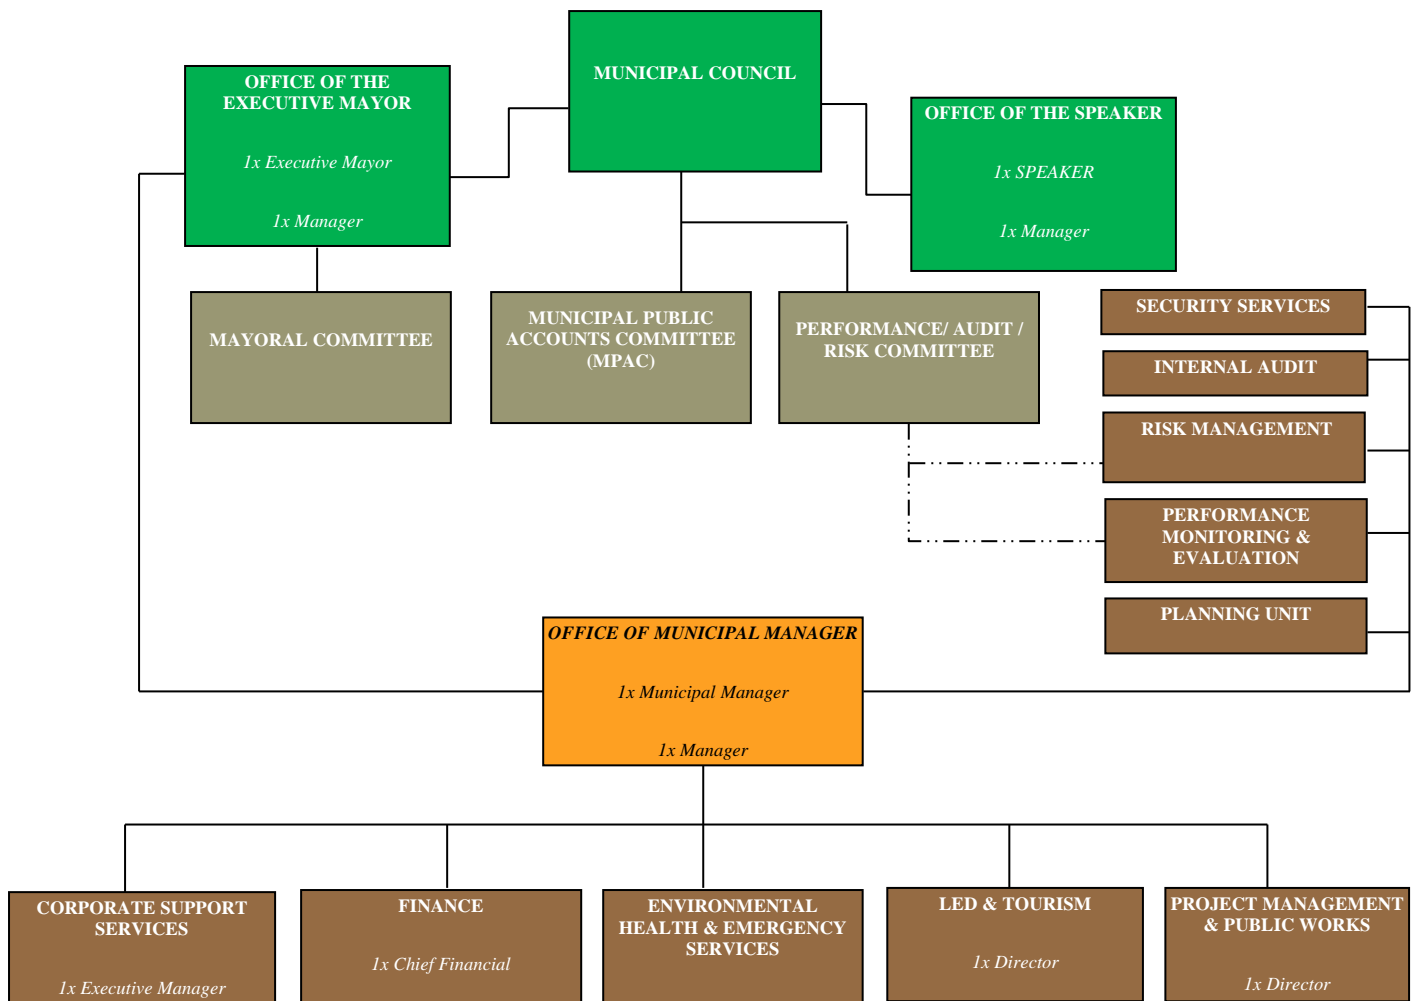 MUNICIPAL COUNCIL
OFFICE OF THE
EXECUTIVE MAYOR
1x Executive Mayor
1x Manager
OFFICE OF THE SPEAKER
1x SPEAKER
1x Manager
MAYORAL COMMITTEE
MUNICIPAL PUBLIC
ACCOUNTS COMMITTEE
(MPAC)
PERFORMANCE/ AUDIT /
RISK COMMITTEE
SECURITY SERVICES
INTERNAL AUDIT
RISK MANAGEMENT
PERFORMANCE
MONITORING &
EVALUATION
PLANNING UNIT
OFFICE OF MUNICIPAL MANAGER
1x Municipal Manager
1x Manager
CORPORATE SUPPORT
SERVICES
1x Executive Manager
FINANCE
1x Chief Financial
ENVIRONMENTAL
HEALTH & EMERGENCY
SERVICES
LED & TOURISM
1x Director
PROJECT MANAGEMENT
& PUBLIC WORKS
1x Director